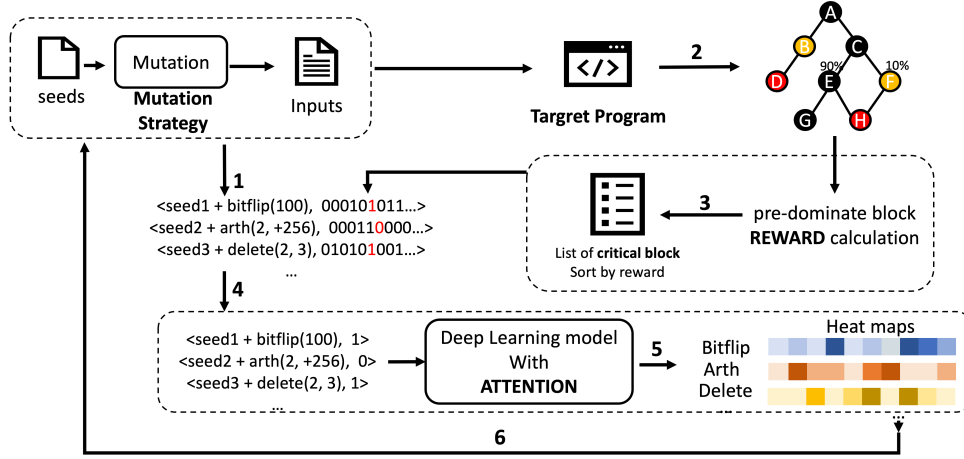 seeds
Mutation
Mutation
Strategy
Inputs
</>
Targret Program
2
A
B
C
90%
10%
D
E
F
G
H
1
<seed1 + bitflip(100), 000101011...>
<seed2 + arth(2, +256), 000110000...>
<seed3 + delete(2, 3), 010101001...>
...
List of critical block
Sort by reward
3
pre-dominate block
REWARD calculation
4
<seed1 + bitflip(100), 1>
<seed2 + arth(2, +256), 0>
<seed3 + delete(2, 3), 1>
...
Deep Learning model
With
ATTENTION
5
Heat maps
Bitflip
Arth
Delete
...
...
6